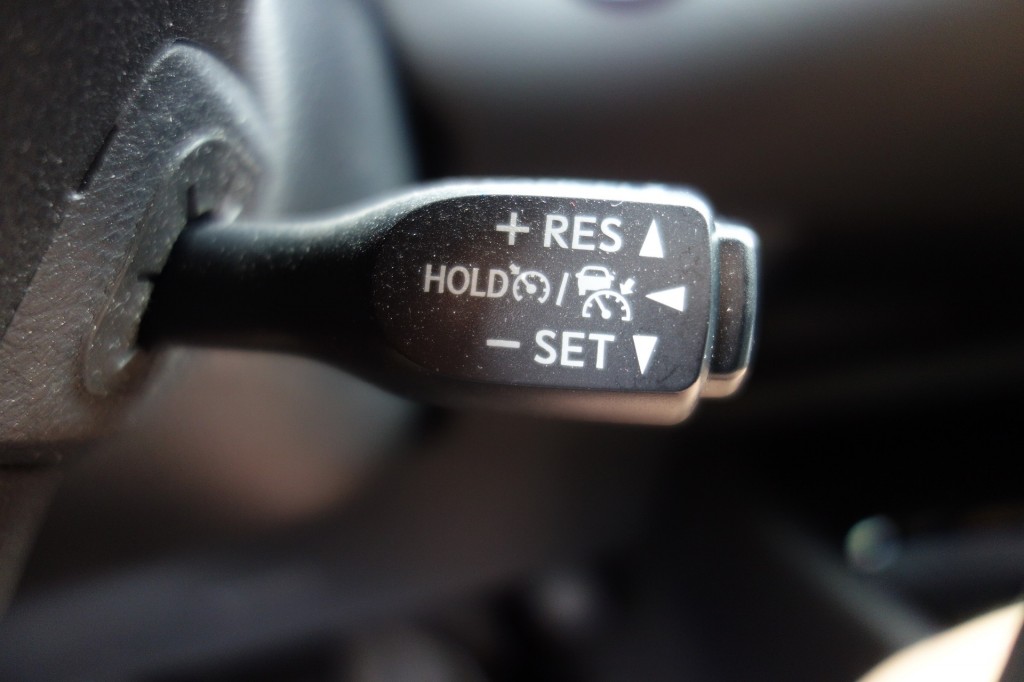 + RES
HOLD /
- SET